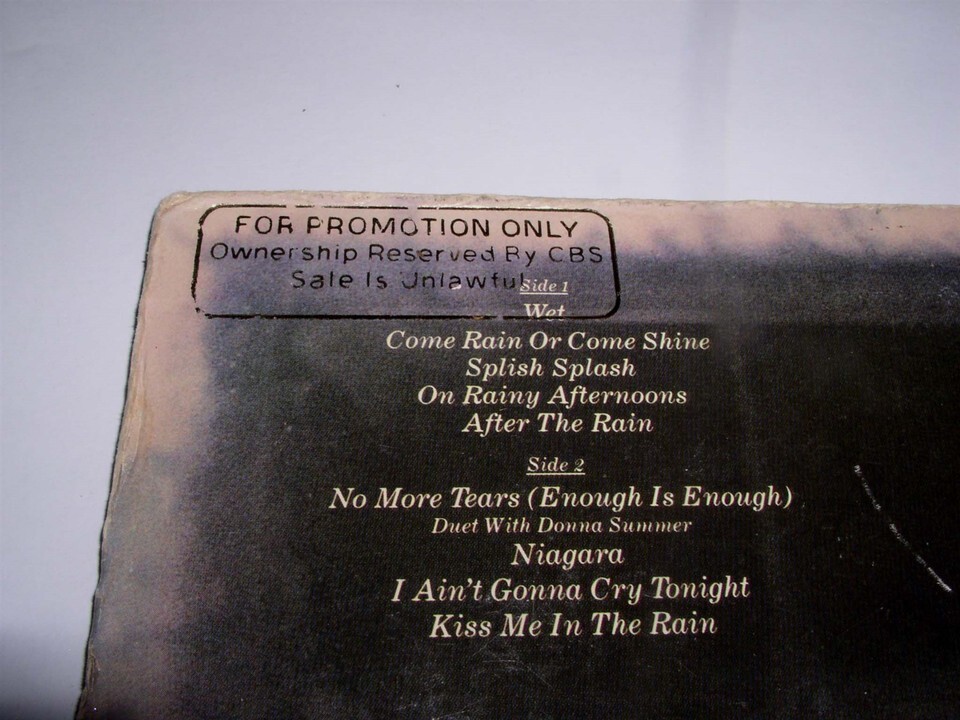 FOR PROMOTION ONLY
Ownership Reserved By CBS
Sale Is Unlawful
Side 1
Wet
Come Rain Or Come Shine
Splish Splash
On Rainy Afternoons
After The Rain
Side 2
No More Tears (Enough Is Enough)
Duet With Donna Summer
Niagara
I Ain't Gonna Cry Tonight
Kiss Me In The Rain